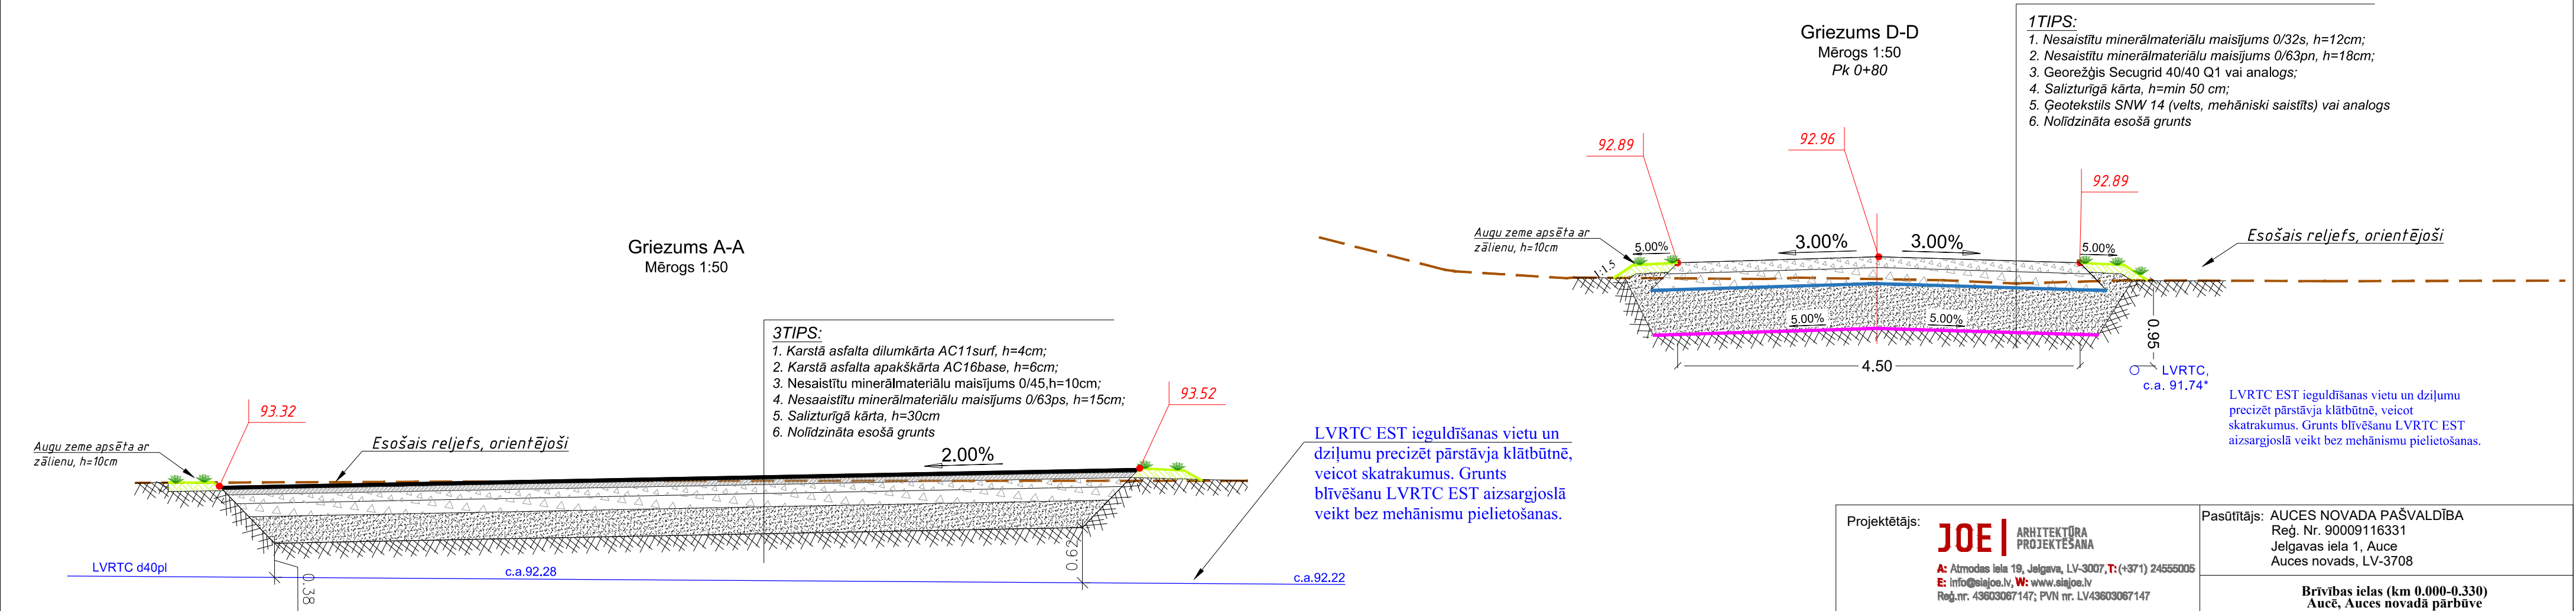 Griezums A-A
Mērogs 1:50
3TIPS:
1. Karstā asfalta dilumkārta AC11surf, h=4cm;
2. Karstā asfalta apakškārta AC16base, h=6cm;
3. Nesaistītu minerālmateriālu maisījums 0/45,h=10cm;
4. Nesaaistītu minerālmateriālu maisījums 0/63ps, h=15cm;
5. Salizturīgā kārta, h=30cm
6. Nolīdzināta esošā grunts
93.32
93.52
Augu zeme apsēta ar
zālienu, h=10cm
Esošais reljefs, orientējoši
2.00%
LVRTC d40pl
0.38
c.a.92.28
0.62
c.a.92.22
LVRTC EST ieguldīšanas vietu un
dziļumu precizēt pārstāvja klātbūtnē,
veicot skatrakumus. Grunts
blīvēšanu LVRTC EST aizsargjoslā
veikt bez mehānismu pielietošanas.
Griezums D-D
Mērogs 1:50
Pk 0+80
1TIPS:
1. Nesaistītu minerālmateriālu maisījums 0/32s, h=12cm;
2. Nesaistītu minerālmateriālu maisījums 0/63pn, h=18cm;
3. Georežģis Secugrid 40/40 Q1 vai analogs;
4. Salizturīgā kārta, h=min 50 cm;
5. Ģeotekstils SNW 14 (velts, mehāniski saistīts) vai analogs
6. Nolīdzināta esošā grunts
92.89
92.96
92.89
Augu zeme apsēta ar
zālienu, h=10cm
5.00%
3.00%
3.00%
5.00%
Esošais reljefs, orientējoši
1:1.5
5.00%
5.00%
4.50
0.95
LVRTC,
c.a. 91.74*
LVRTC EST ieguldīšanas vietu un dziļumu
precizēt pārstāvja klātbūtnē, veicot
skatrakumus. Grunts blīvēšanu LVRTC EST
aizsargjoslā veikt bez mehānismu pielietošanas.
Projektētājs:
JOE
ARHITEKTŪRA
PROJEKTĒŠANA
A: Atmodas iela 19, Jelgava, LV-3007,T:(+371) 24555005
E: info@siajoe.lv, W: www.siajoe.lv
Reģ.nr. 43603067147; PVN nr. LV43603067147
Pasūtītājs: AUCES NOVADA PAŠVALDĪBA
Reģ. Nr. 90009116331
Jelgavas iela 1, Auce
Auces novads, LV-3708
Brīvības ielas (km 0.000-0.330)
Aucē, Auces novadā pārbūve